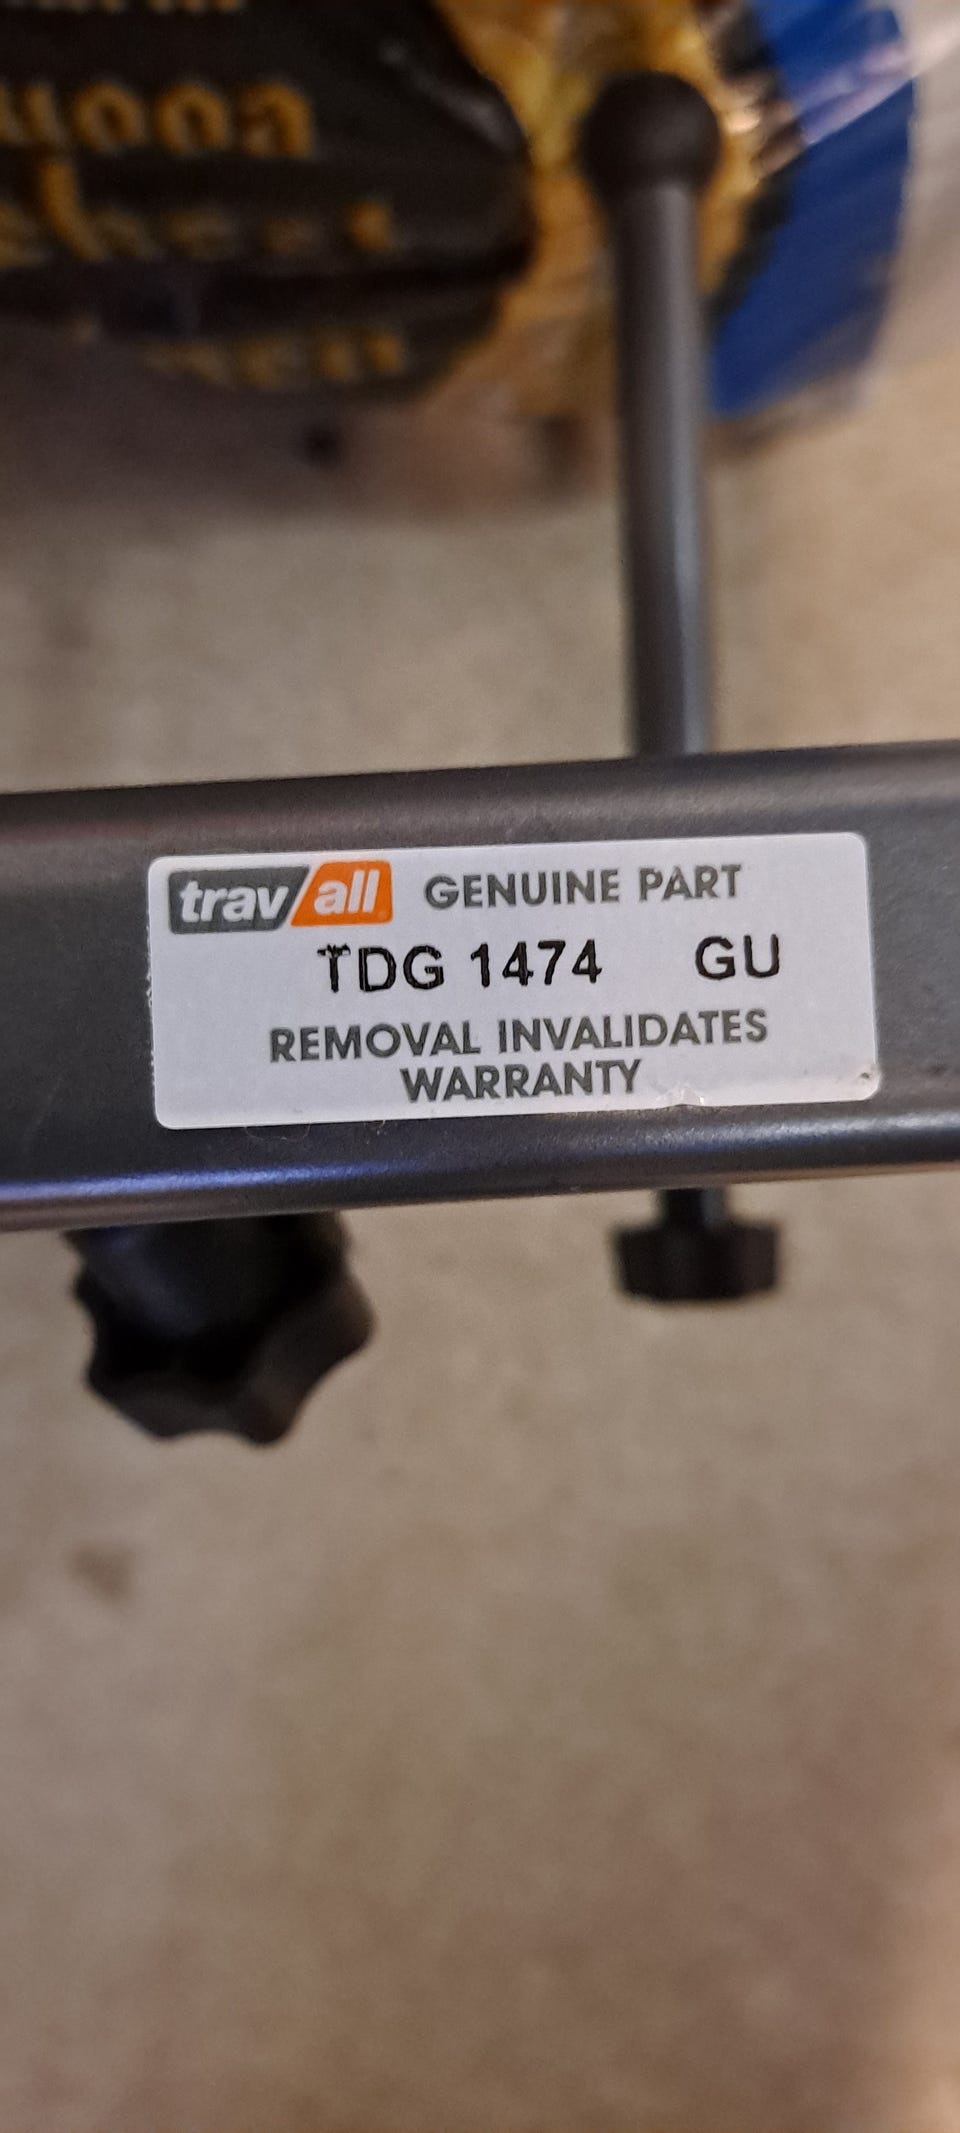 travall GENUINE PART
TDG 1474 GU
REMOVAL INVALIDATES
WARRANTY